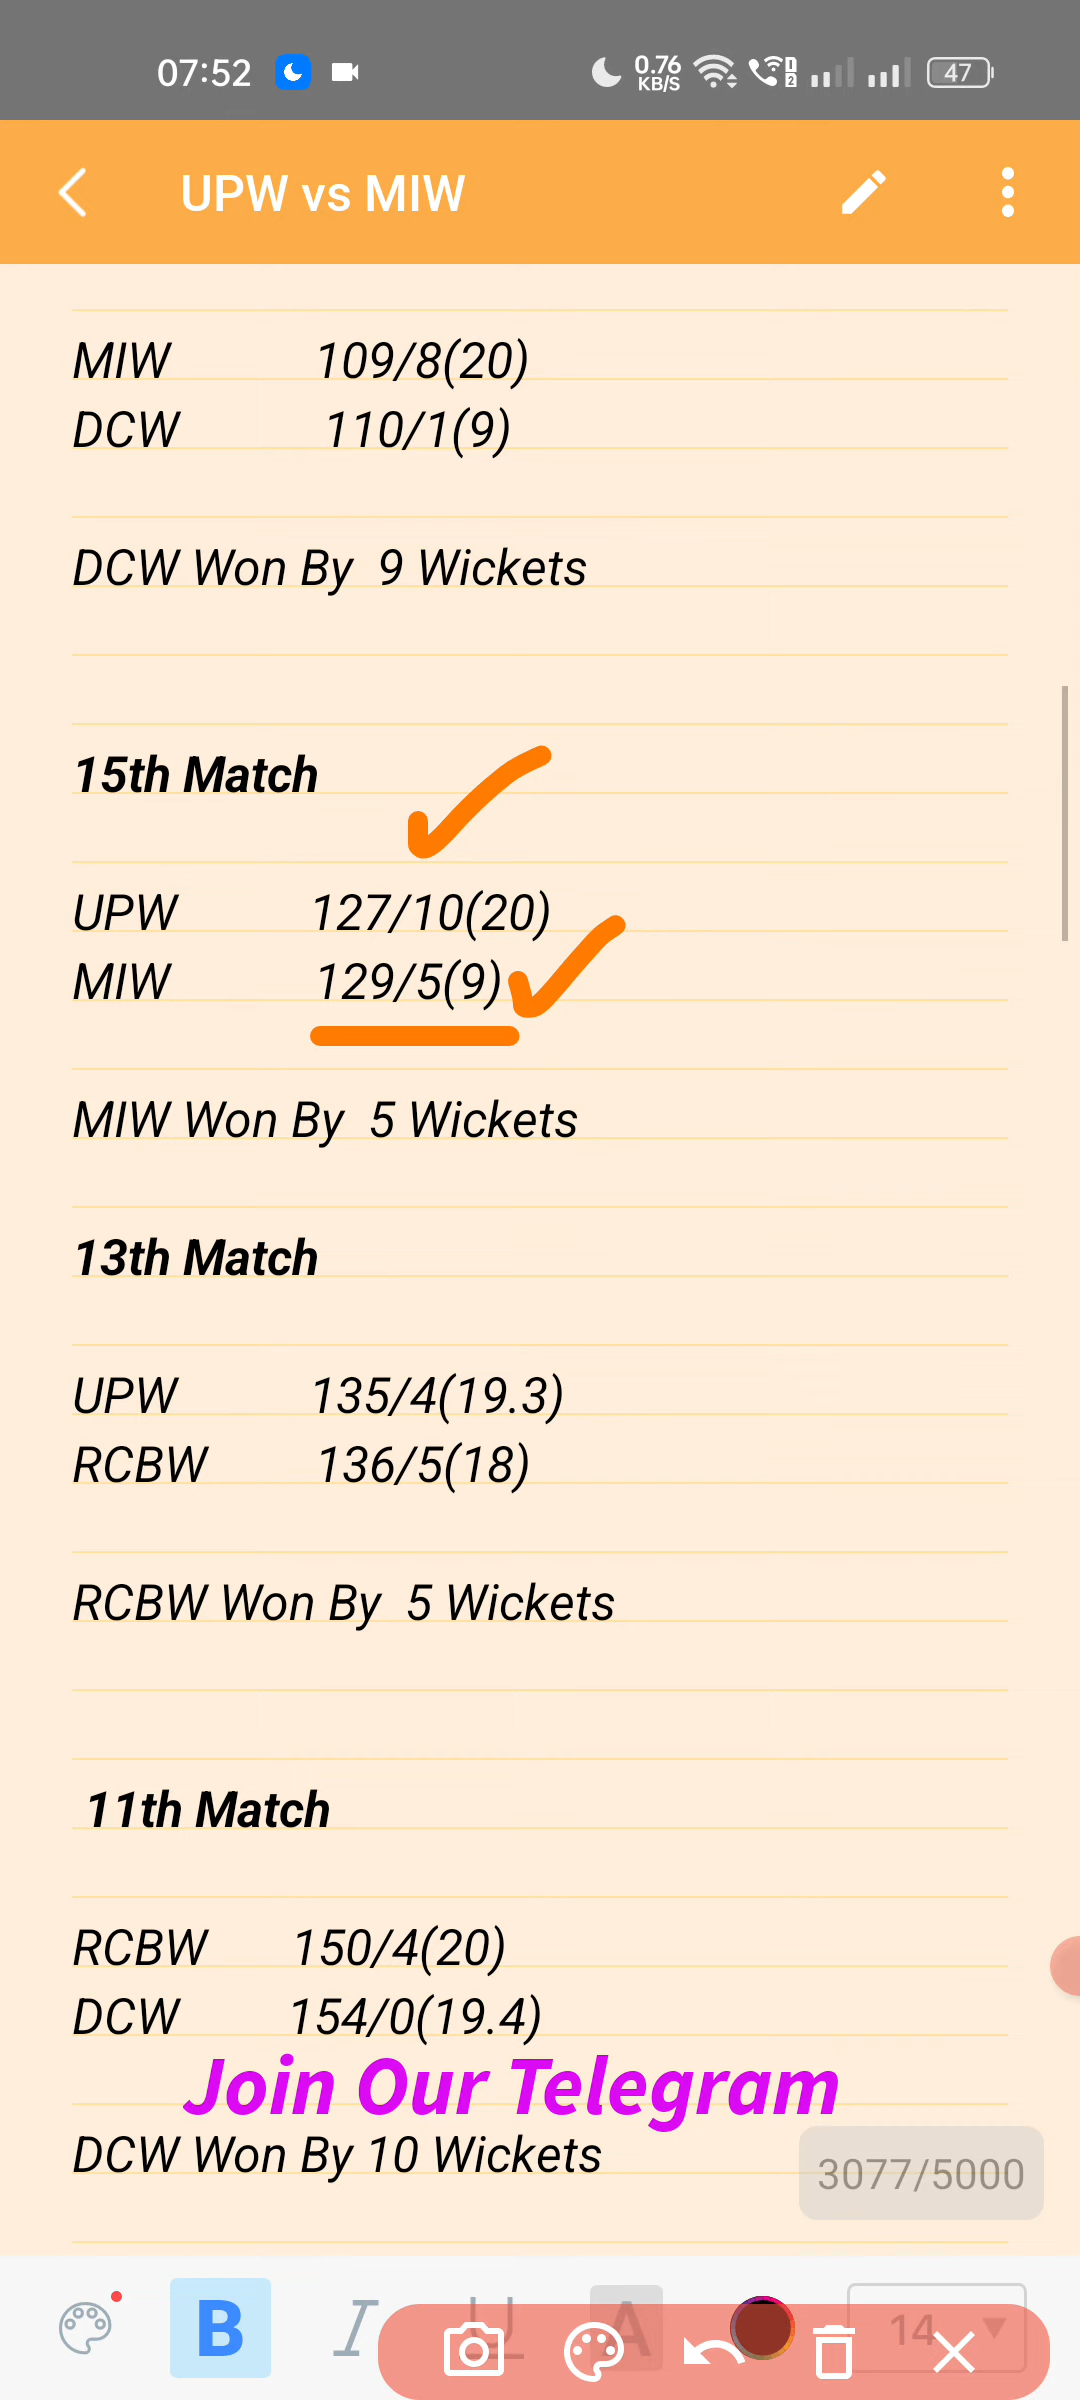 07:52
0.76 KB/S
47
UPW vs MIW
MIW 109/8(20)
DCW 110/1(9)
DCW Won By 9 Wickets
15th Match
UPW 127/10(20)
MIW 129/5(9)
MIW Won By 5 Wickets
13th Match
UPW 135/4(19.3)
RCBW 136/5(18)
RCBW Won By 5 Wickets
11th Match
RCBW 150/4(20)
DCW 154/0(19.4)
Join Our Telegram
DCW Won By 10 Wickets
3077/5000
B I U A 14